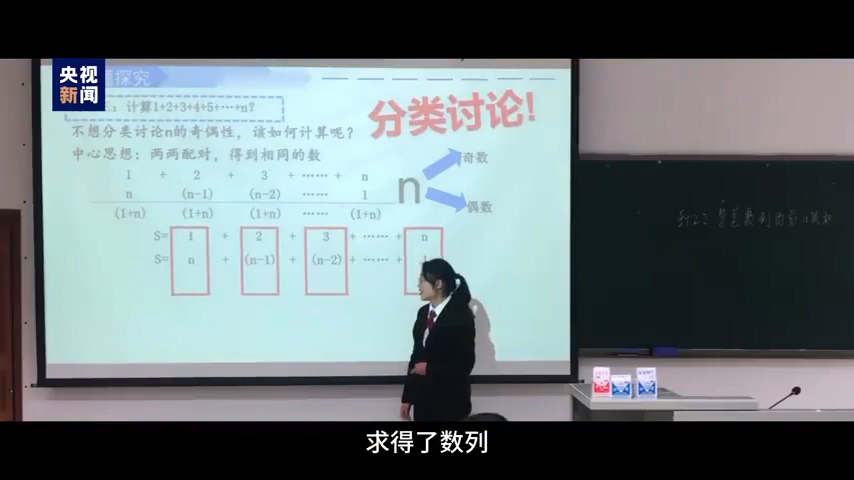 央视
新闻
探究
三：计算1+2+3+4+5+…+n?
分类讨论!
不想分类讨论n的奇偶性，该如何计算呢？
中心思想：两两配对，得到相同的数
奇数
n
偶数
1 + 2 + 3 + …… + n
n (n-1) (n-2) …… 1
(1+n) (1+n) (1+n) …… (1+n)
S= 1 + 2 + 3 + …… + n
S= n + (n-1) + (n-2) + …… + 1
求得了数列